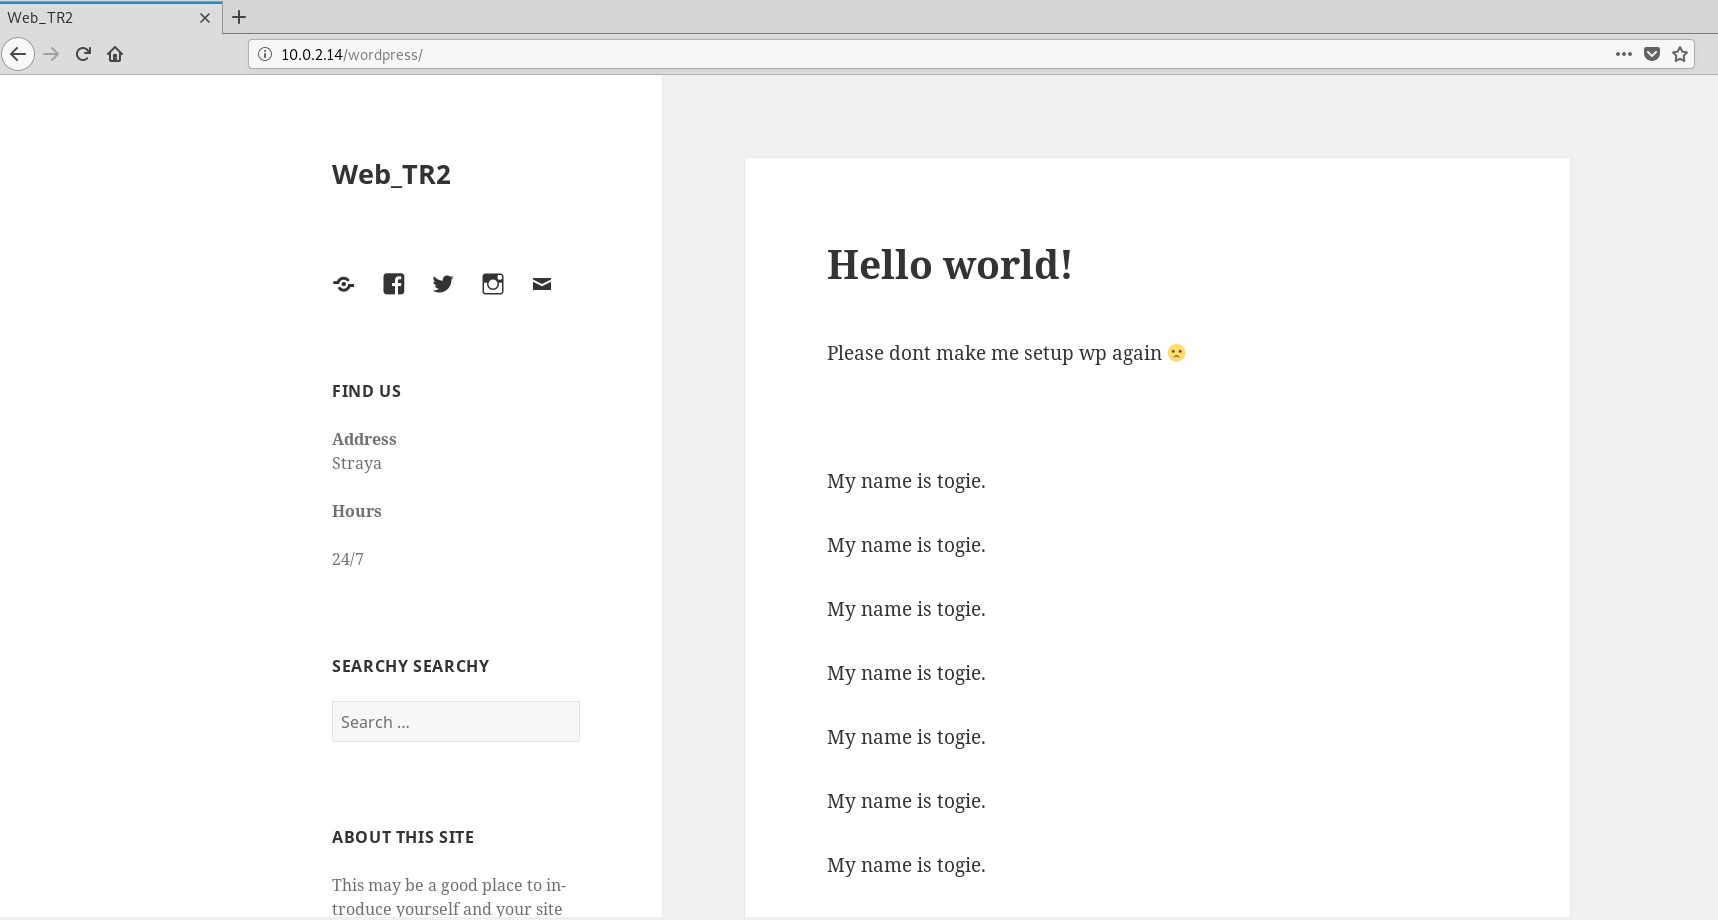 Web_TR2
10.0.2.14/wordpress/
Web_TR2
FIND US
Address
Straya
Hours
24/7
SEARCHY SEARCHY
Search ...
ABOUT THIS SITE
This may be a good place to in-
troduce yourself and your site
Hello world!
Please dont make me setup wp again 🙁
My name is togie.
My name is togie.
My name is togie.
My name is togie.
My name is togie.
My name is togie.
My name is togie.